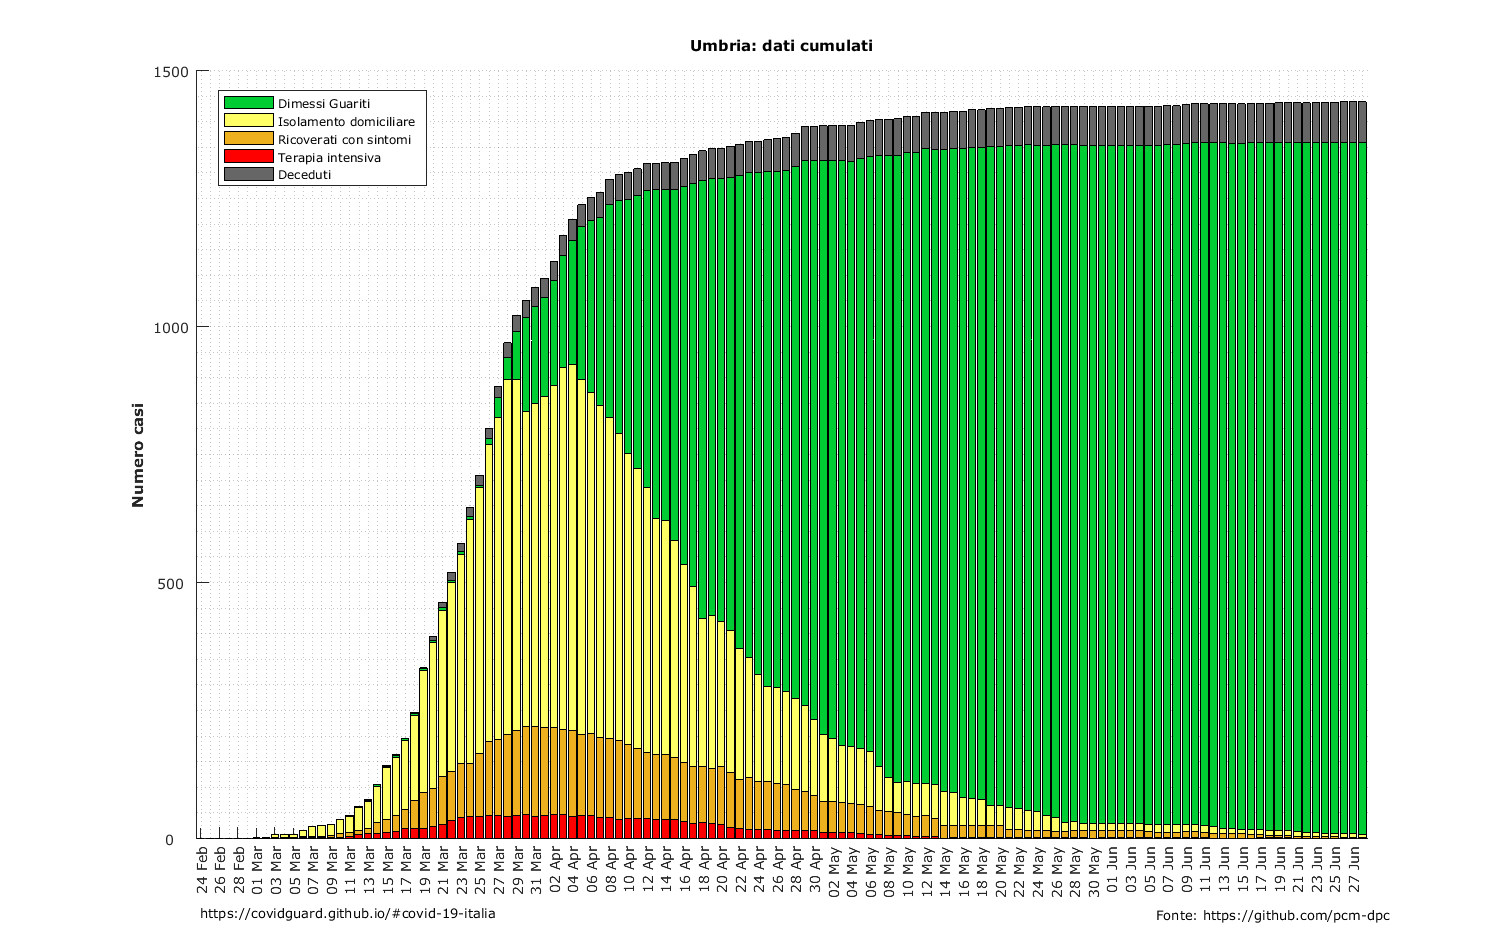 Umbria: dati cumulati
1500
1000
500
0
Numero casi
Dimessi Guariti
Isolamento domiciliare
Ricoverati con sintomi
Terapia intensiva
Deceduti
24 Feb
26 Feb
28 Feb
01 Mar
03 Mar
05 Mar
07 Mar
09 Mar
11 Mar
13 Mar
15 Mar
17 Mar
19 Mar
21 Mar
23 Mar
25 Mar
27 Mar
29 Mar
31 Mar
02 Apr
04 Apr
06 Apr
08 Apr
10 Apr
12 Apr
14 Apr
16 Apr
18 Apr
20 Apr
22 Apr
24 Apr
26 Apr
28 Apr
30 Apr
02 May
04 May
06 May
08 May
10 May
12 May
14 May
16 May
18 May
20 May
22 May
24 May
26 May
28 May
30 May
01 Jun
03 Jun
05 Jun
07 Jun
09 Jun
11 Jun
13 Jun
15 Jun
17 Jun
19 Jun
21 Jun
23 Jun
25 Jun
27 Jun
https://covidguard.github.io/#covid-19-italia
Fonte: https://github.com/pcm-dpc